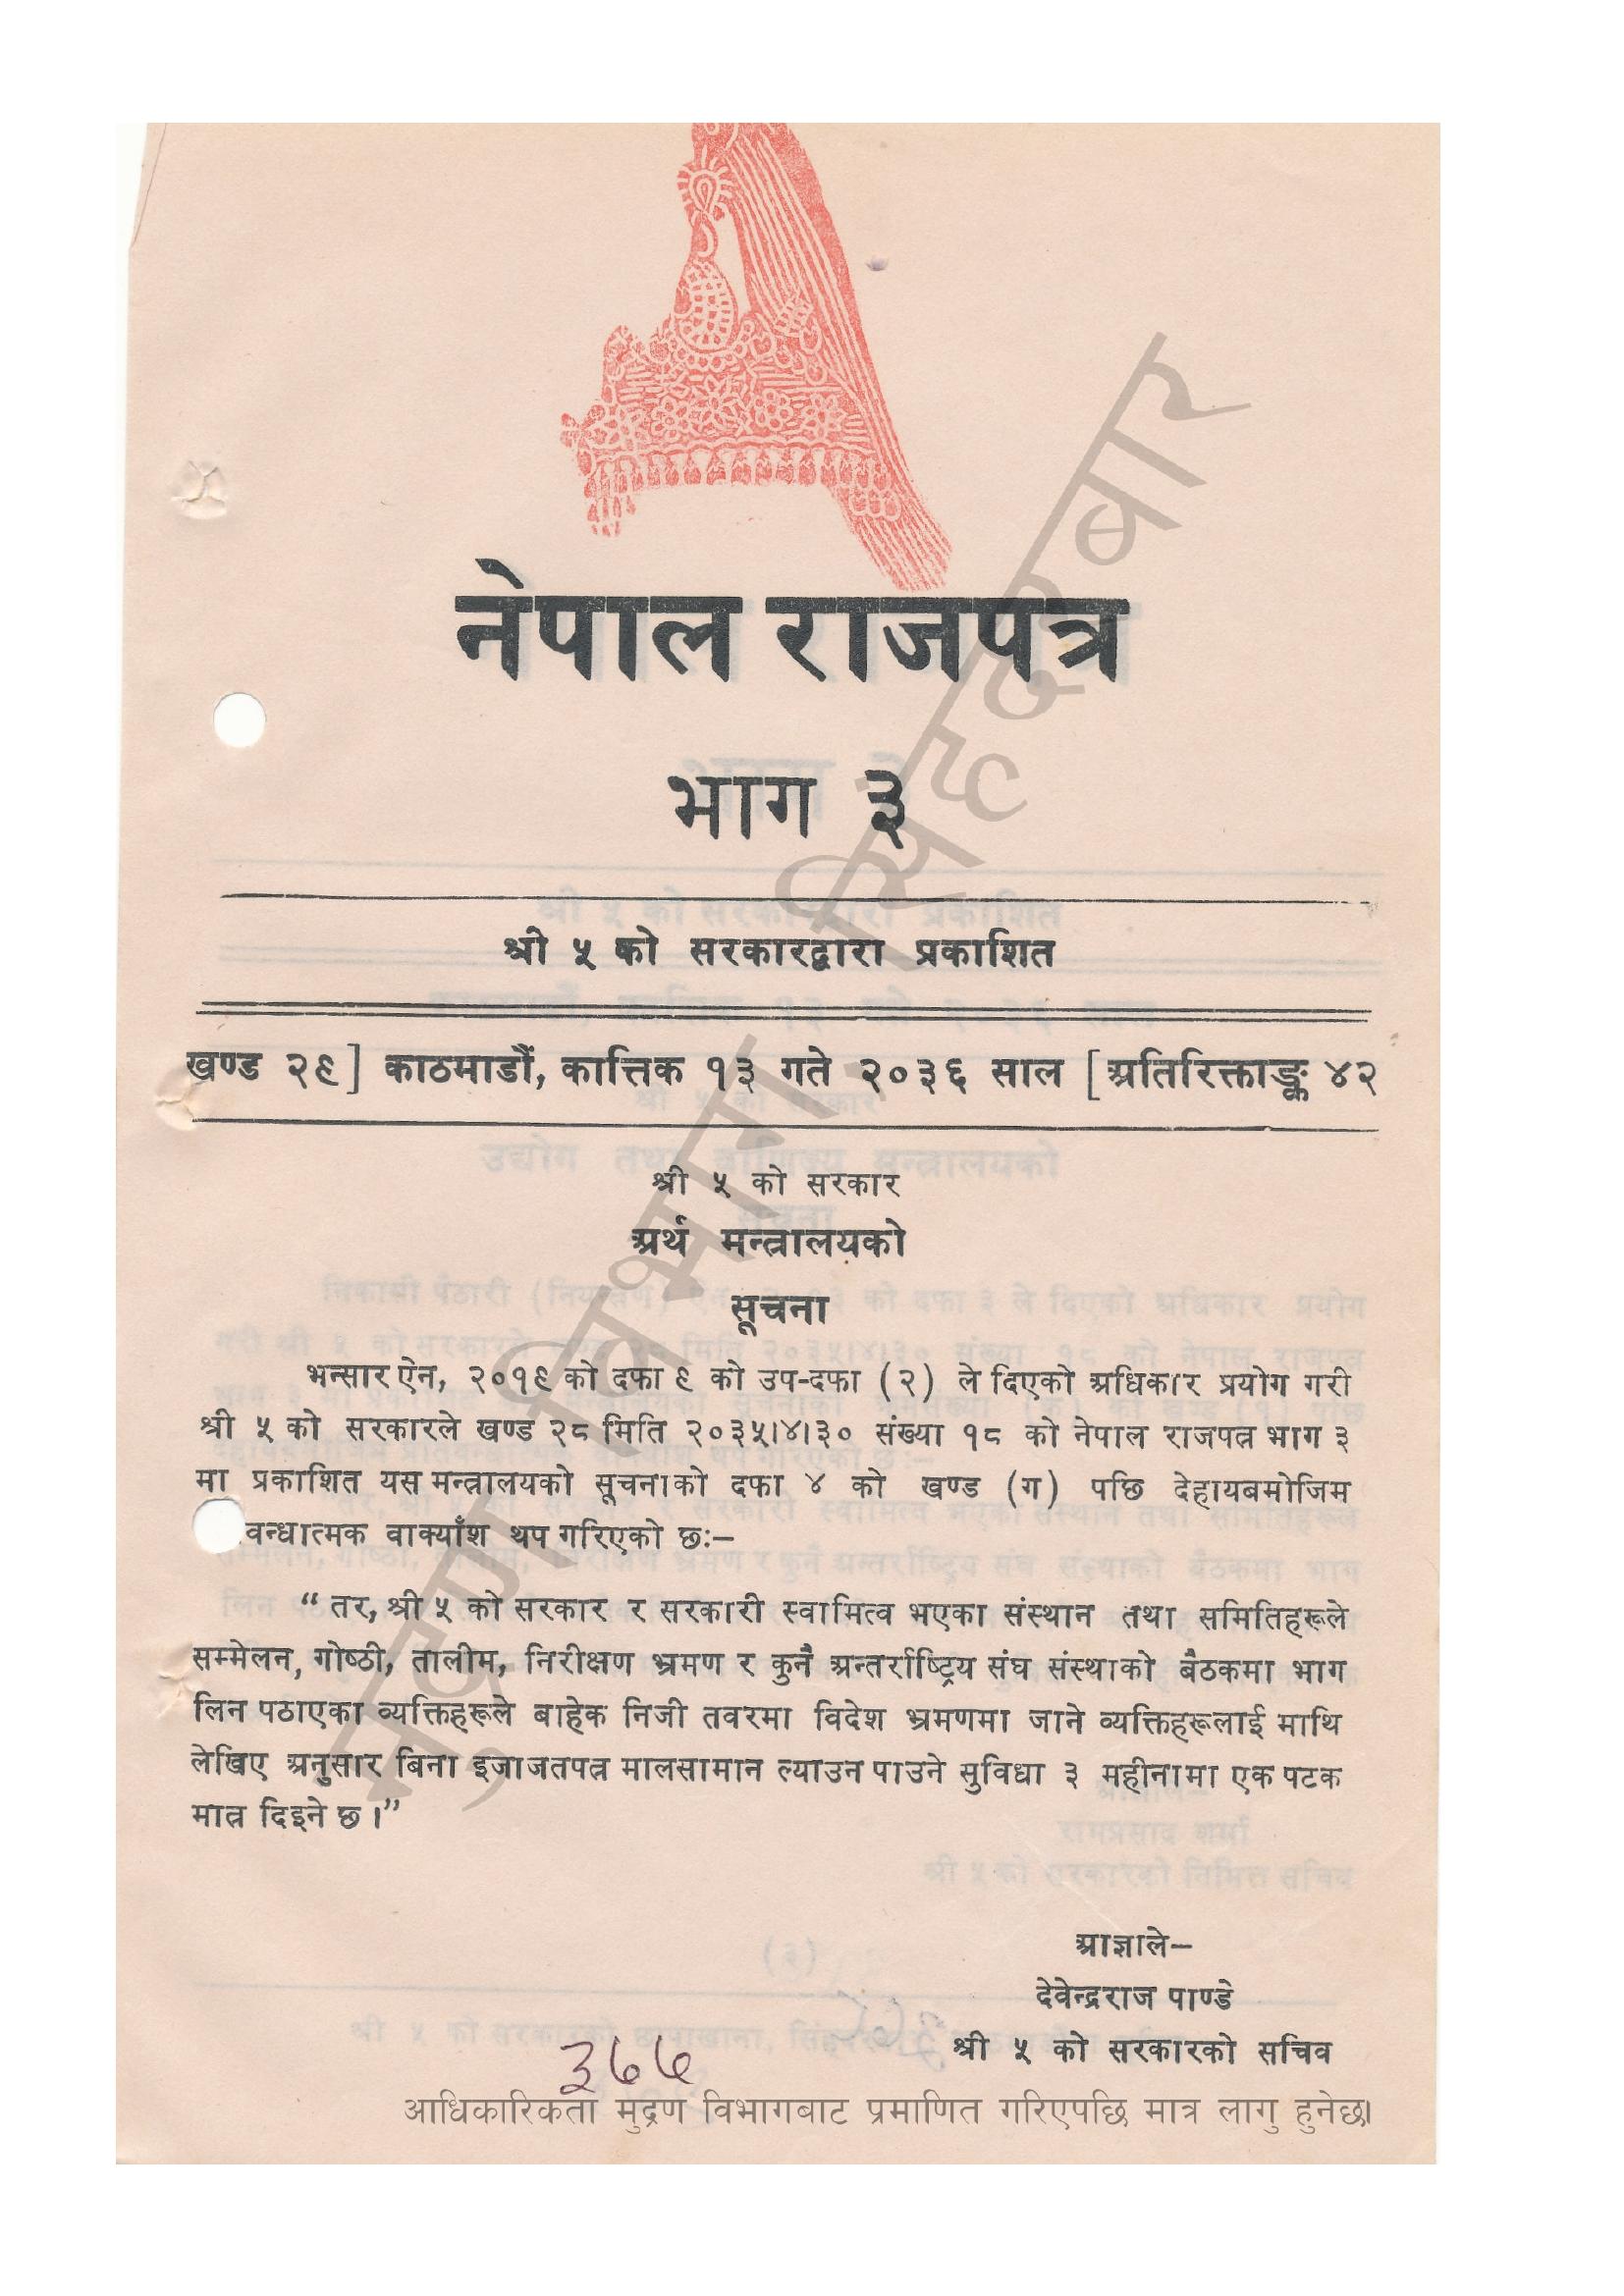 नेपाल राजपत्र
भाग ३
श्री ५ को सरकारद्वारा प्रकाशित
खण्ड २९] काठमाडौं, कात्तिक १३ गते २०३६ साल [अतिरिक्ताङ्क ४२
श्री ५ को सरकार
अर्थ मन्त्रालयको
सूचना
भन्सार ऐन, २०१९ को दफा ९ को उप-दफा (२) ले दिएको अधिकार प्रयोग गरी
श्री ५ को सरकारले खण्ड २८ मिति २०३५।४।३० संख्या १८ को नेपाल राजपत्र भाग ३
मा प्रकाशित यस मन्त्रालयको सूचनाको दफा ४ को खण्ड (ग) पछि देहायबमोजिम
वन्धात्मक वाक्याँश थप गरिएको छः–
“ तर, श्री ५ को सरकार र सरकारी स्वामित्व भएका संस्थान तथा समितिहरूले
सम्मेलन, गोष्ठी, तालीम, निरीक्षण भ्रमण र कुनै अन्तर्राष्ट्रिय संघ संस्थाको बैठकमा भाग
लिन पठाएका व्यक्तिहरूले बाहेक निजी तवरमा विदेश भ्रमणमा जाने व्यक्तिहरूलाई माथि
लेखिए अनुसार बिना इजाजतपत्र मालसामान ल्याउन पाउने सुविधा ३ महीनामा एक पटक
मात्र दिइने छ ।”
आज्ञाले–
देवेन्द्रराज पाण्डे
श्री ५ को सरकारको सचिव
३७७
आधिकारिकता मुद्रण विभागबाट प्रमाणित गरिएपछि मात्र लागु हुनेछ।
मुद्रण विभाग, सिंहदरबार